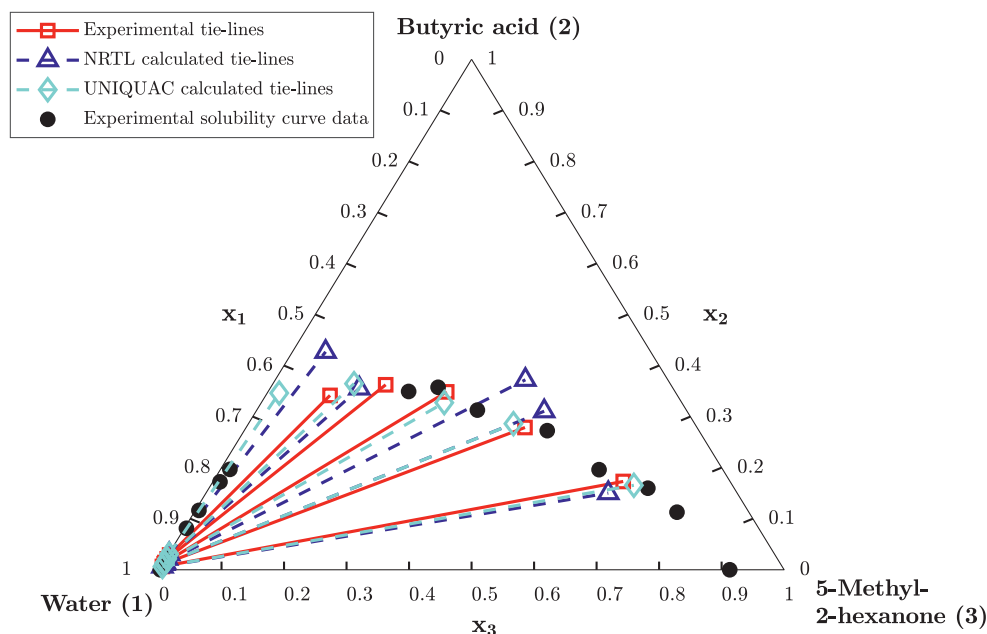 Experimental tie-lines
NRTL calculated tie-lines
UNIQUAC calculated tie-lines
Experimental solubility curve data
Butyric acid (2)
0 1
0.1 0.9
0.2 0.8
0.3 0.7
0.4 0.6
x₁ 0.5 0.5 x₂
0.6 0.4
0.7 0.3
0.8 0.2
0.9 0.1
1 0
0 0.1 0.2 0.3 0.4 0.5 0.6 0.7 0.8 0.9 1
Water (1)
x₃
5-Methyl-
2-hexanone (3)